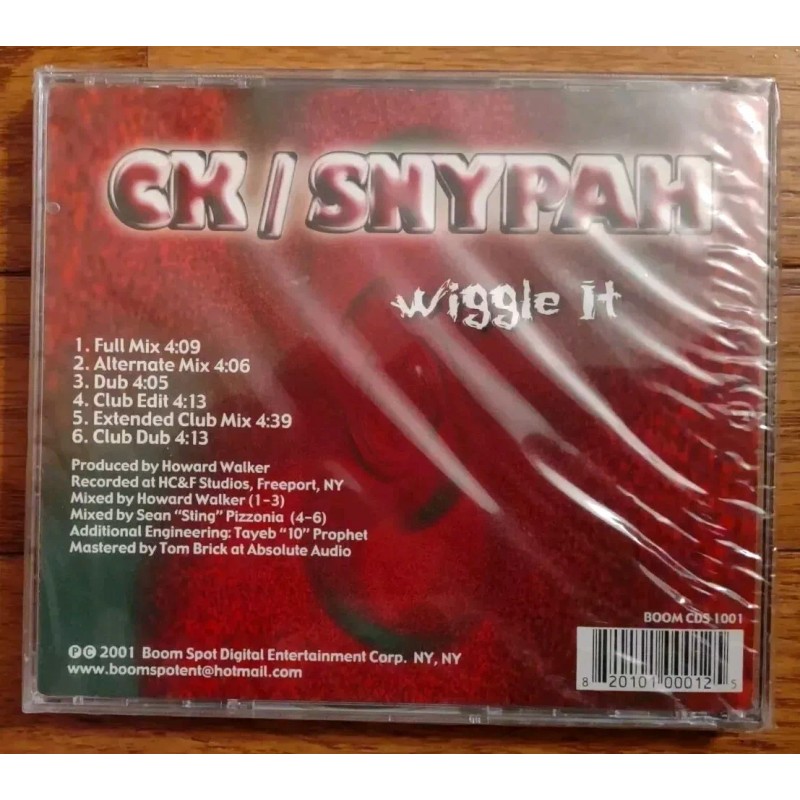 CK / SNYPAH
Wiggle It
1. Full Mix 4:09
2. Alternate Mix 4:06
3. Dub 4:05
4. Club Edit 4:13
5. Extended Club Mix 4:39
6. Club Dub 4:13
Produced by Howard Walker
Recorded at HC&F Studios, Freeport, NY
Mixed by Howard Walker (1-3)
Mixed by Sean "Sting" Pizzonia (4-6)
Additional Engineering: Tayeb "10" Prophet
Mastered by Tom Brick at Absolute Audio
BOOM CDS 1001
℗ © 2001 Boom Spot Digital Entertainment Corp. NY, NY
www.boomspotent@hotmail.com
8 20101 00012 5